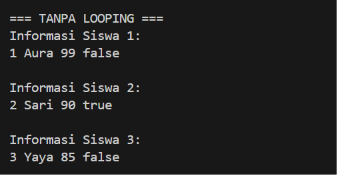 === TANPA LOOPING ===
Informasi Siswa 1:
1 Aura 99 false
Informasi Siswa 2:
2 Sari 90 true
Informasi Siswa 3:
3 Yaya 85 false